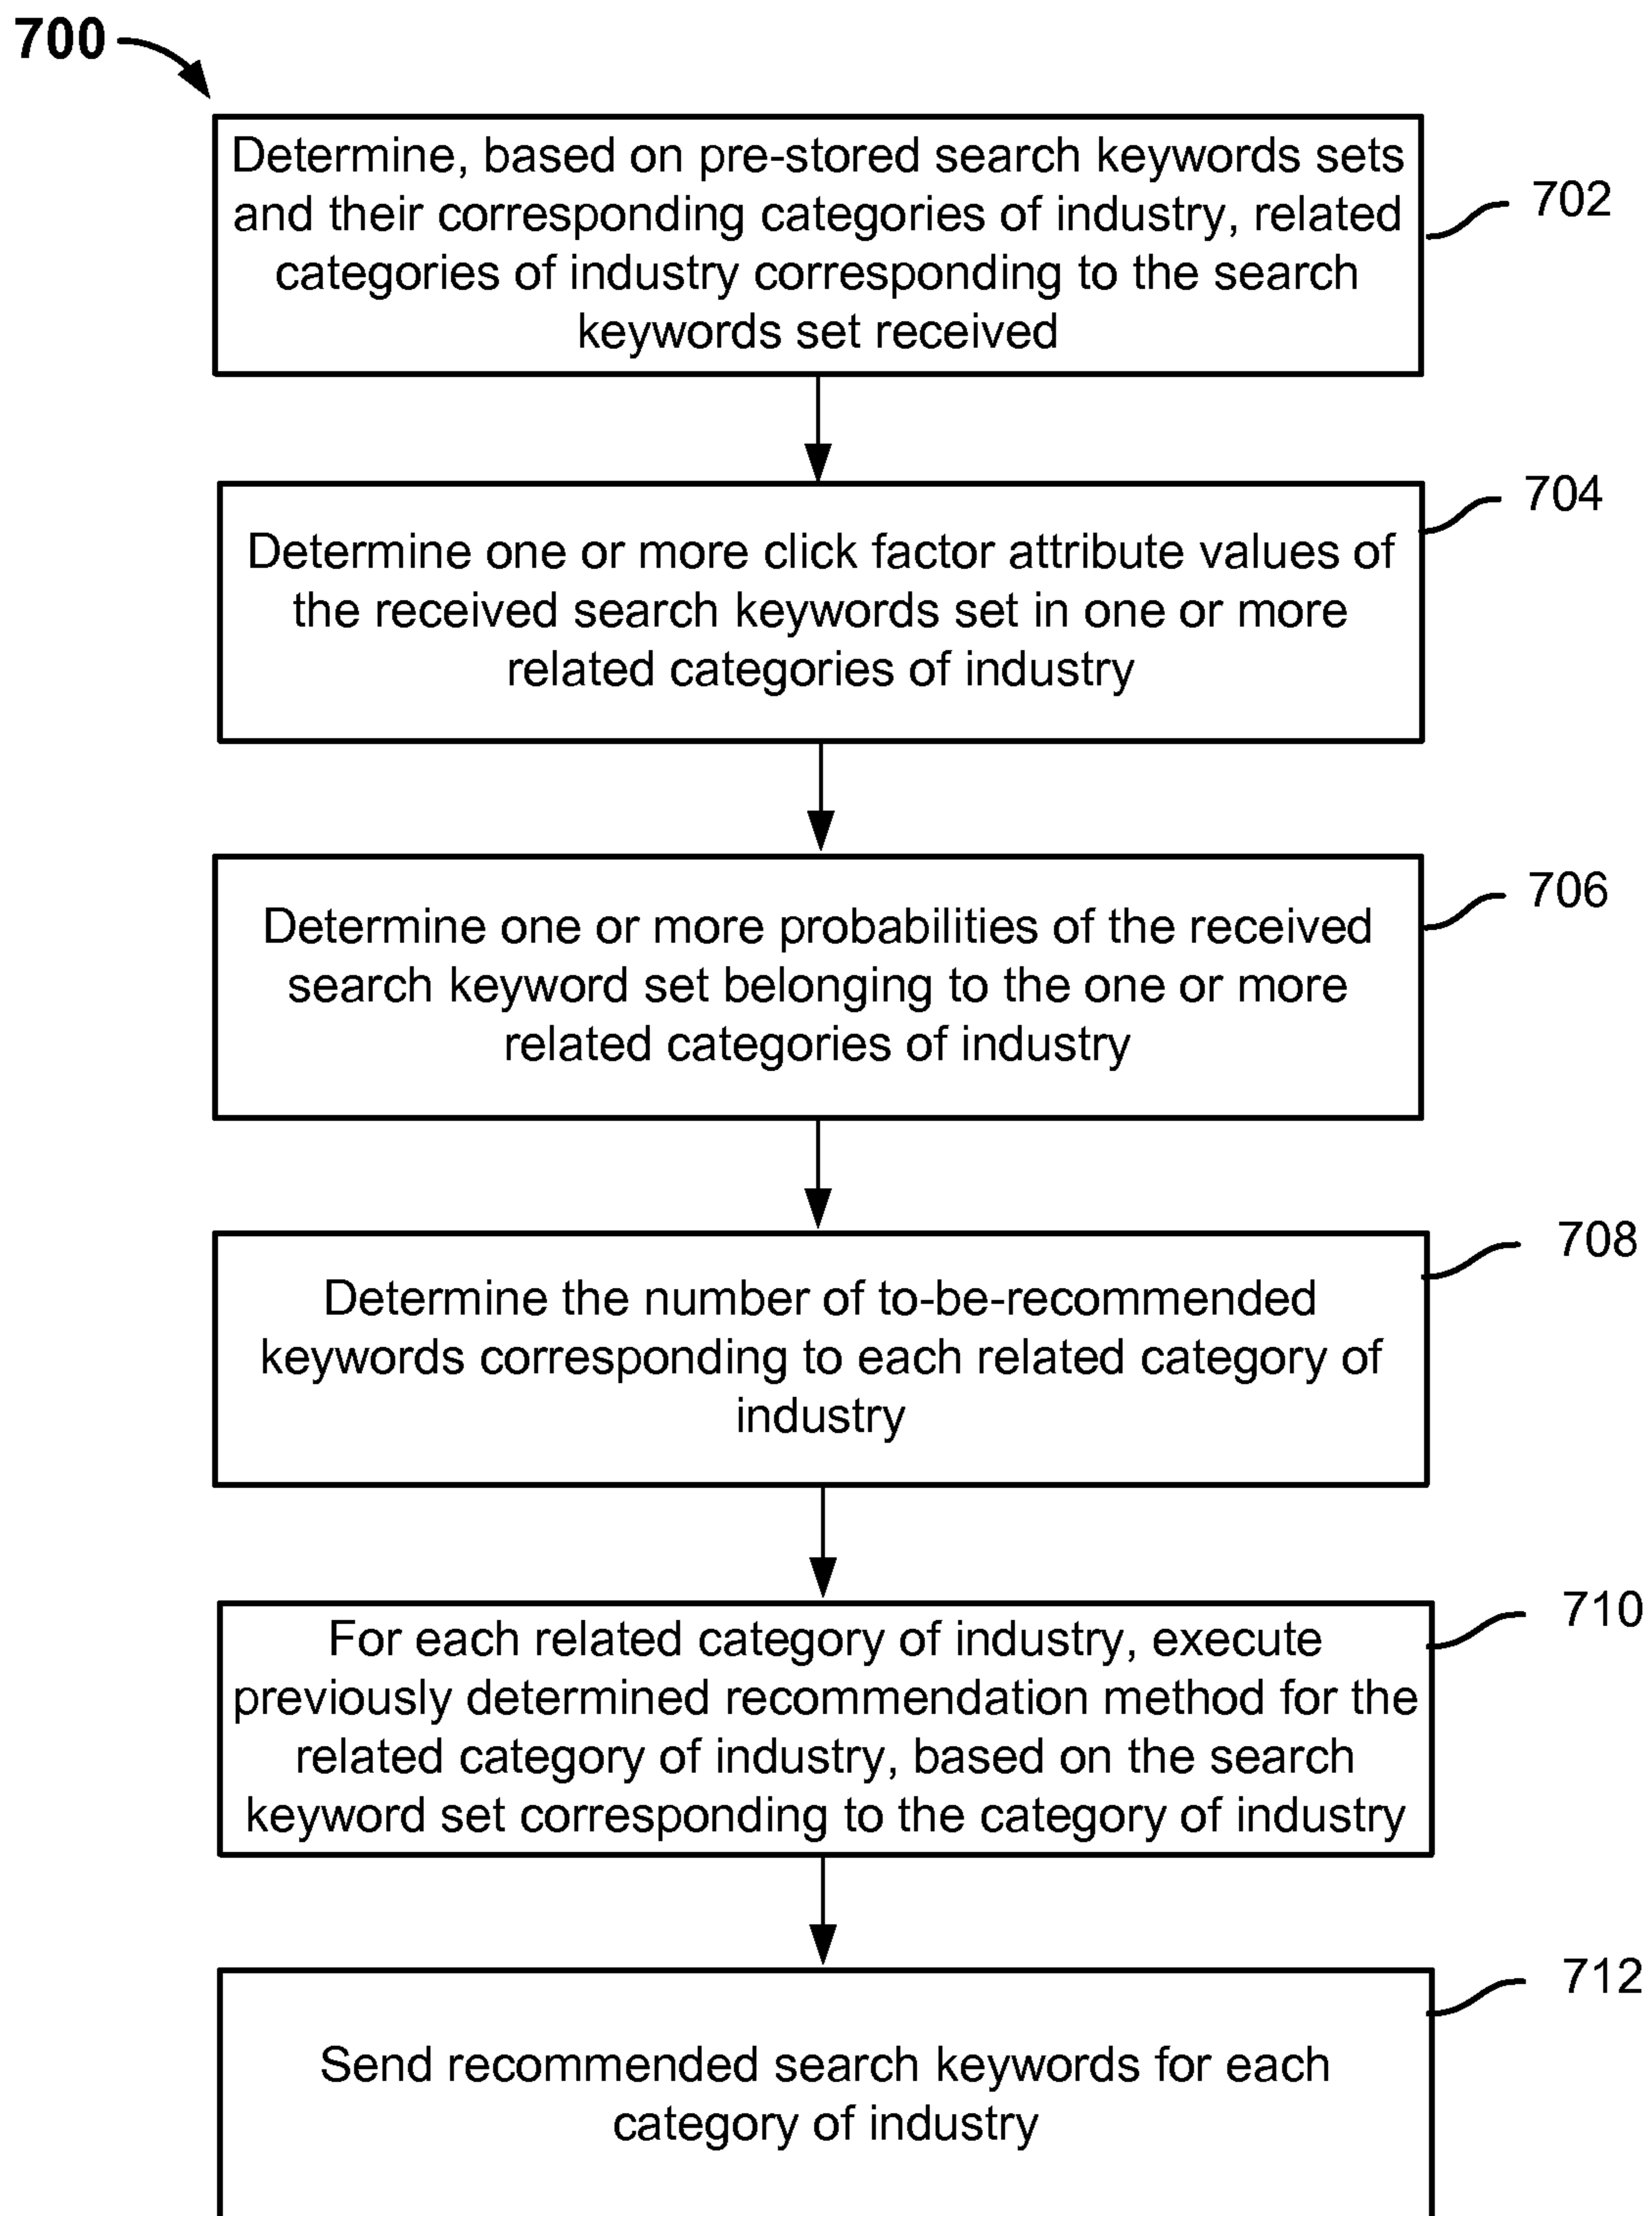 700
Determine, based on pre-stored search keywords sets
and their corresponding categories of industry, related
categories of industry corresponding to the search
keywords set received
702
Determine one or more click factor attribute values of
the received search keywords set in one or more
related categories of industry
704
Determine one or more probabilities of the received
search keyword set belonging to the one or more
related categories of industry
706
Determine the number of to-be-recommended
keywords corresponding to each related category of
industry
708
For each related category of industry, execute
previously determined recommendation method for the
related category of industry, based on the search
keyword set corresponding to the category of industry
710
Send recommended search keywords for each
category of industry
712